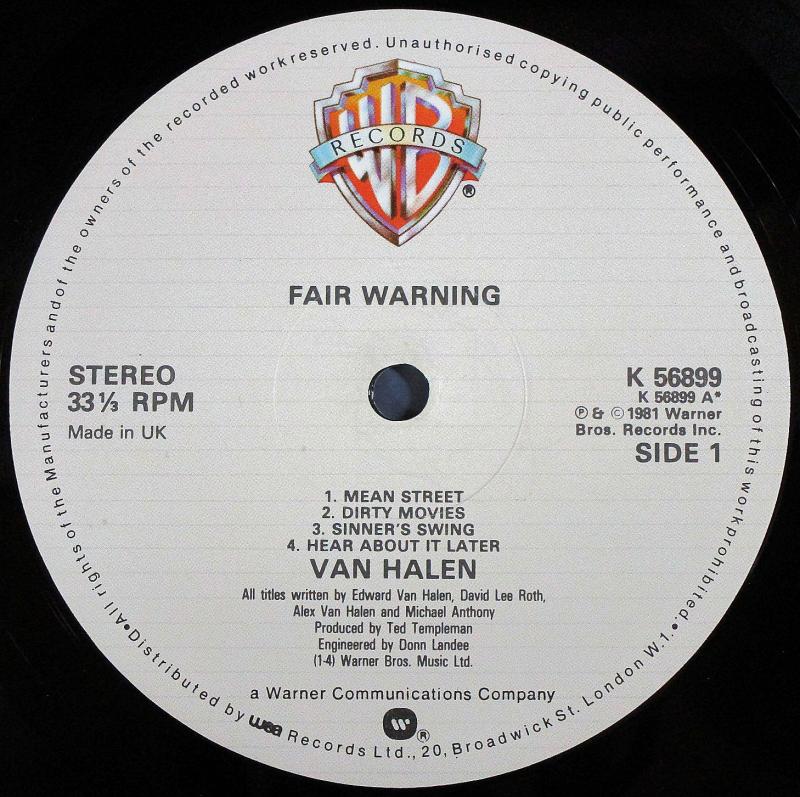 All rights of the Manufacturers and of the owners of the recorded work reserved. Unauthorised copying public performance and broadcasting of this work prohibited.
WB
RECORDS
®
FAIR WARNING
STEREO
33 1/3 RPM
Made in UK
K 56899
K 56899 A*
℗ & © 1981 Warner
Bros. Records Inc.
SIDE 1
1. MEAN STREET
2. DIRTY MOVIES
3. SINNER'S SWING
4. HEAR ABOUT IT LATER
VAN HALEN
All titles written by Edward Van Halen, David Lee Roth,
Alex Van Halen and Michael Anthony
Produced by Ted Templeman
Engineered by Donn Landee
(1-4) Warner Bros. Music Ltd.
a Warner Communications Company
W ®
•Distributed by wea Records Ltd., 20, Broadwick St. London W.1.•